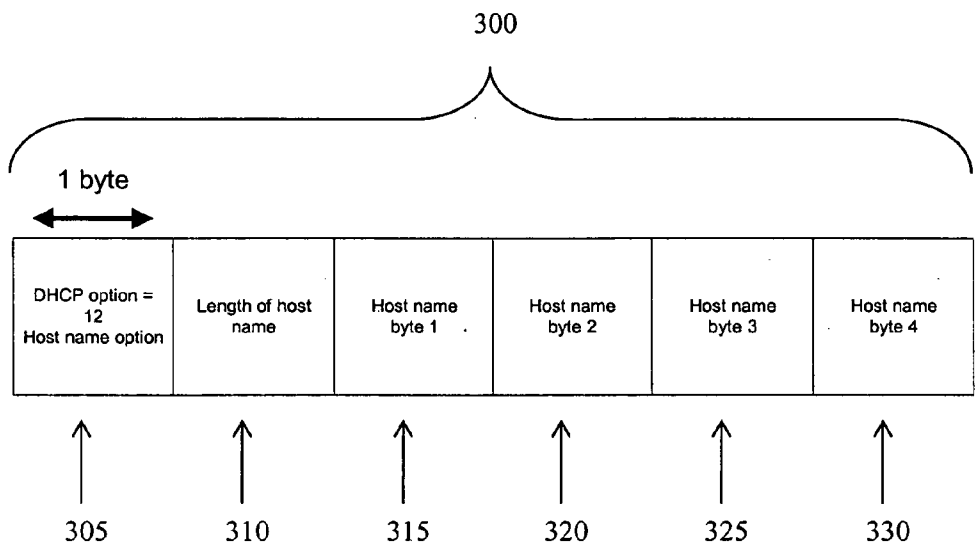 300
1 byte
DHCP option =
12
Host name option
Length of host
name
Host name
byte 1
Host name
byte 2
Host name
byte 3
Host name
byte 4
305 310 315 320 325 330